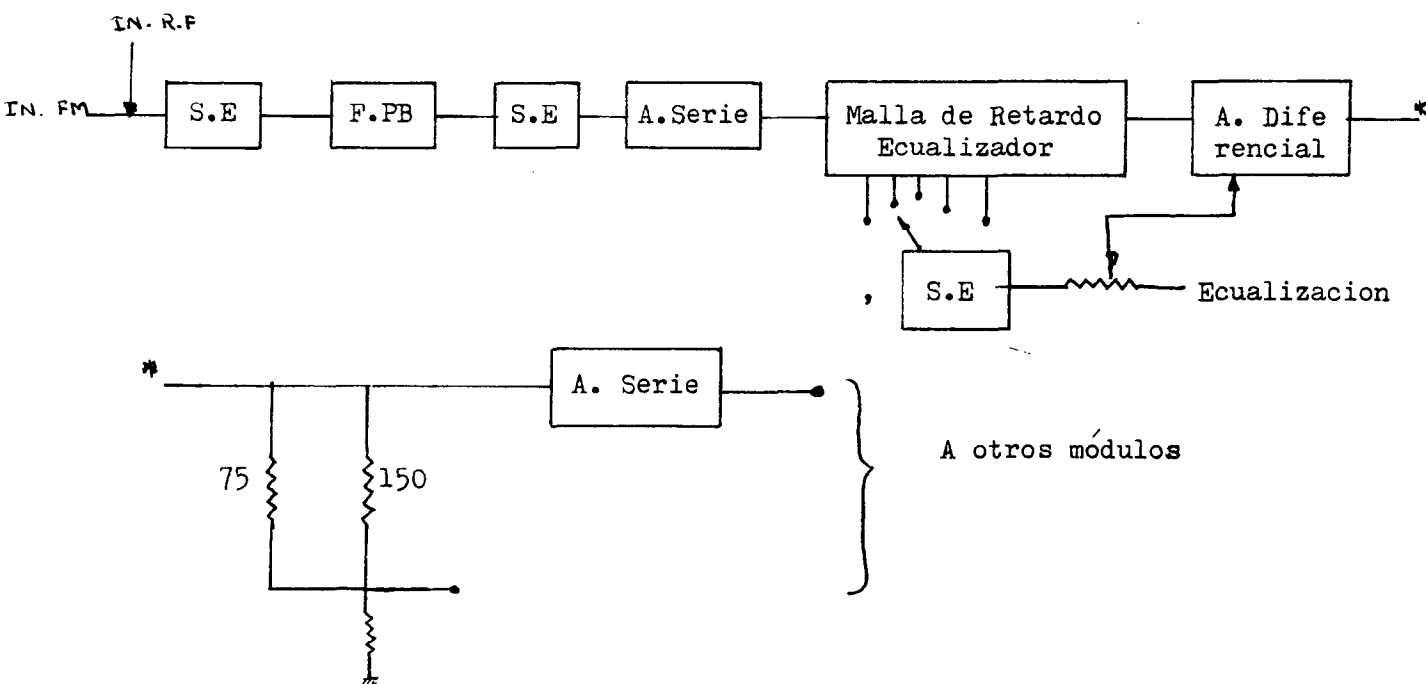 IN. R.F
IN. FM
S.E
F.PB
S.E
A.Serie
Malla de Retardo
Ecualizador
A. Dife
rencial
*
S.E
Ecualizacion
,
*
A. Serie
75
150
A otros módulos